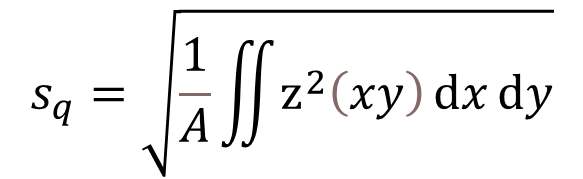 s_q = √(1/A ∬ z²(xy) dx dy)